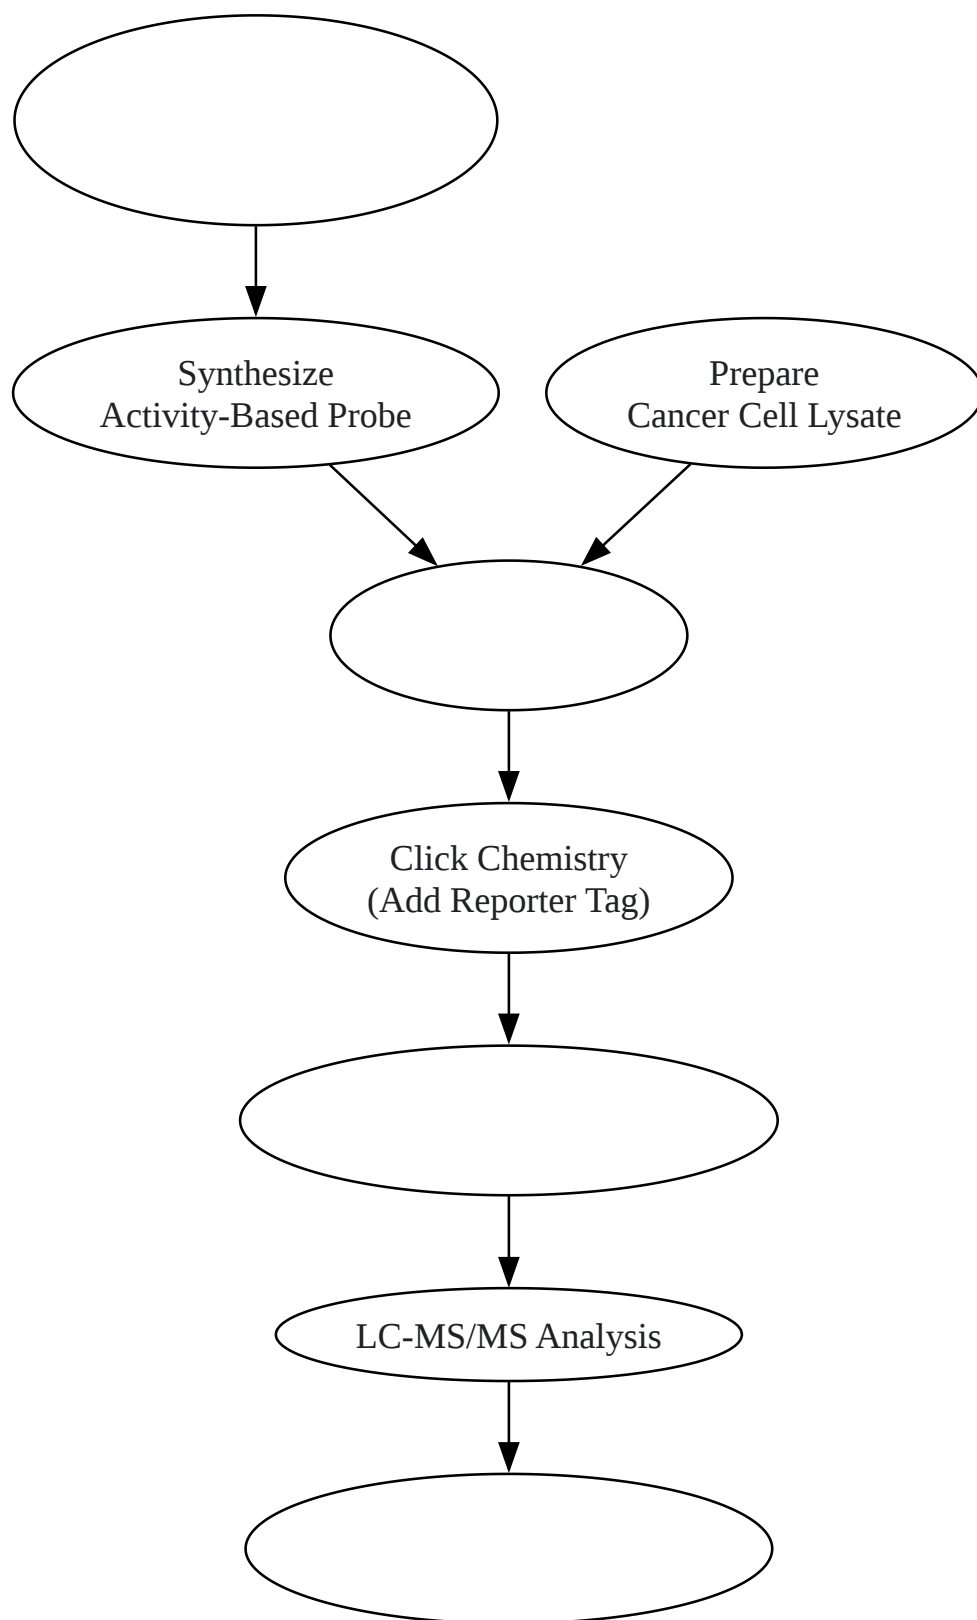 Synthesize
Activity-Based Probe
Prepare
Cancer Cell Lysate
Click Chemistry
(Add Reporter Tag)
LC-MS/MS Analysis